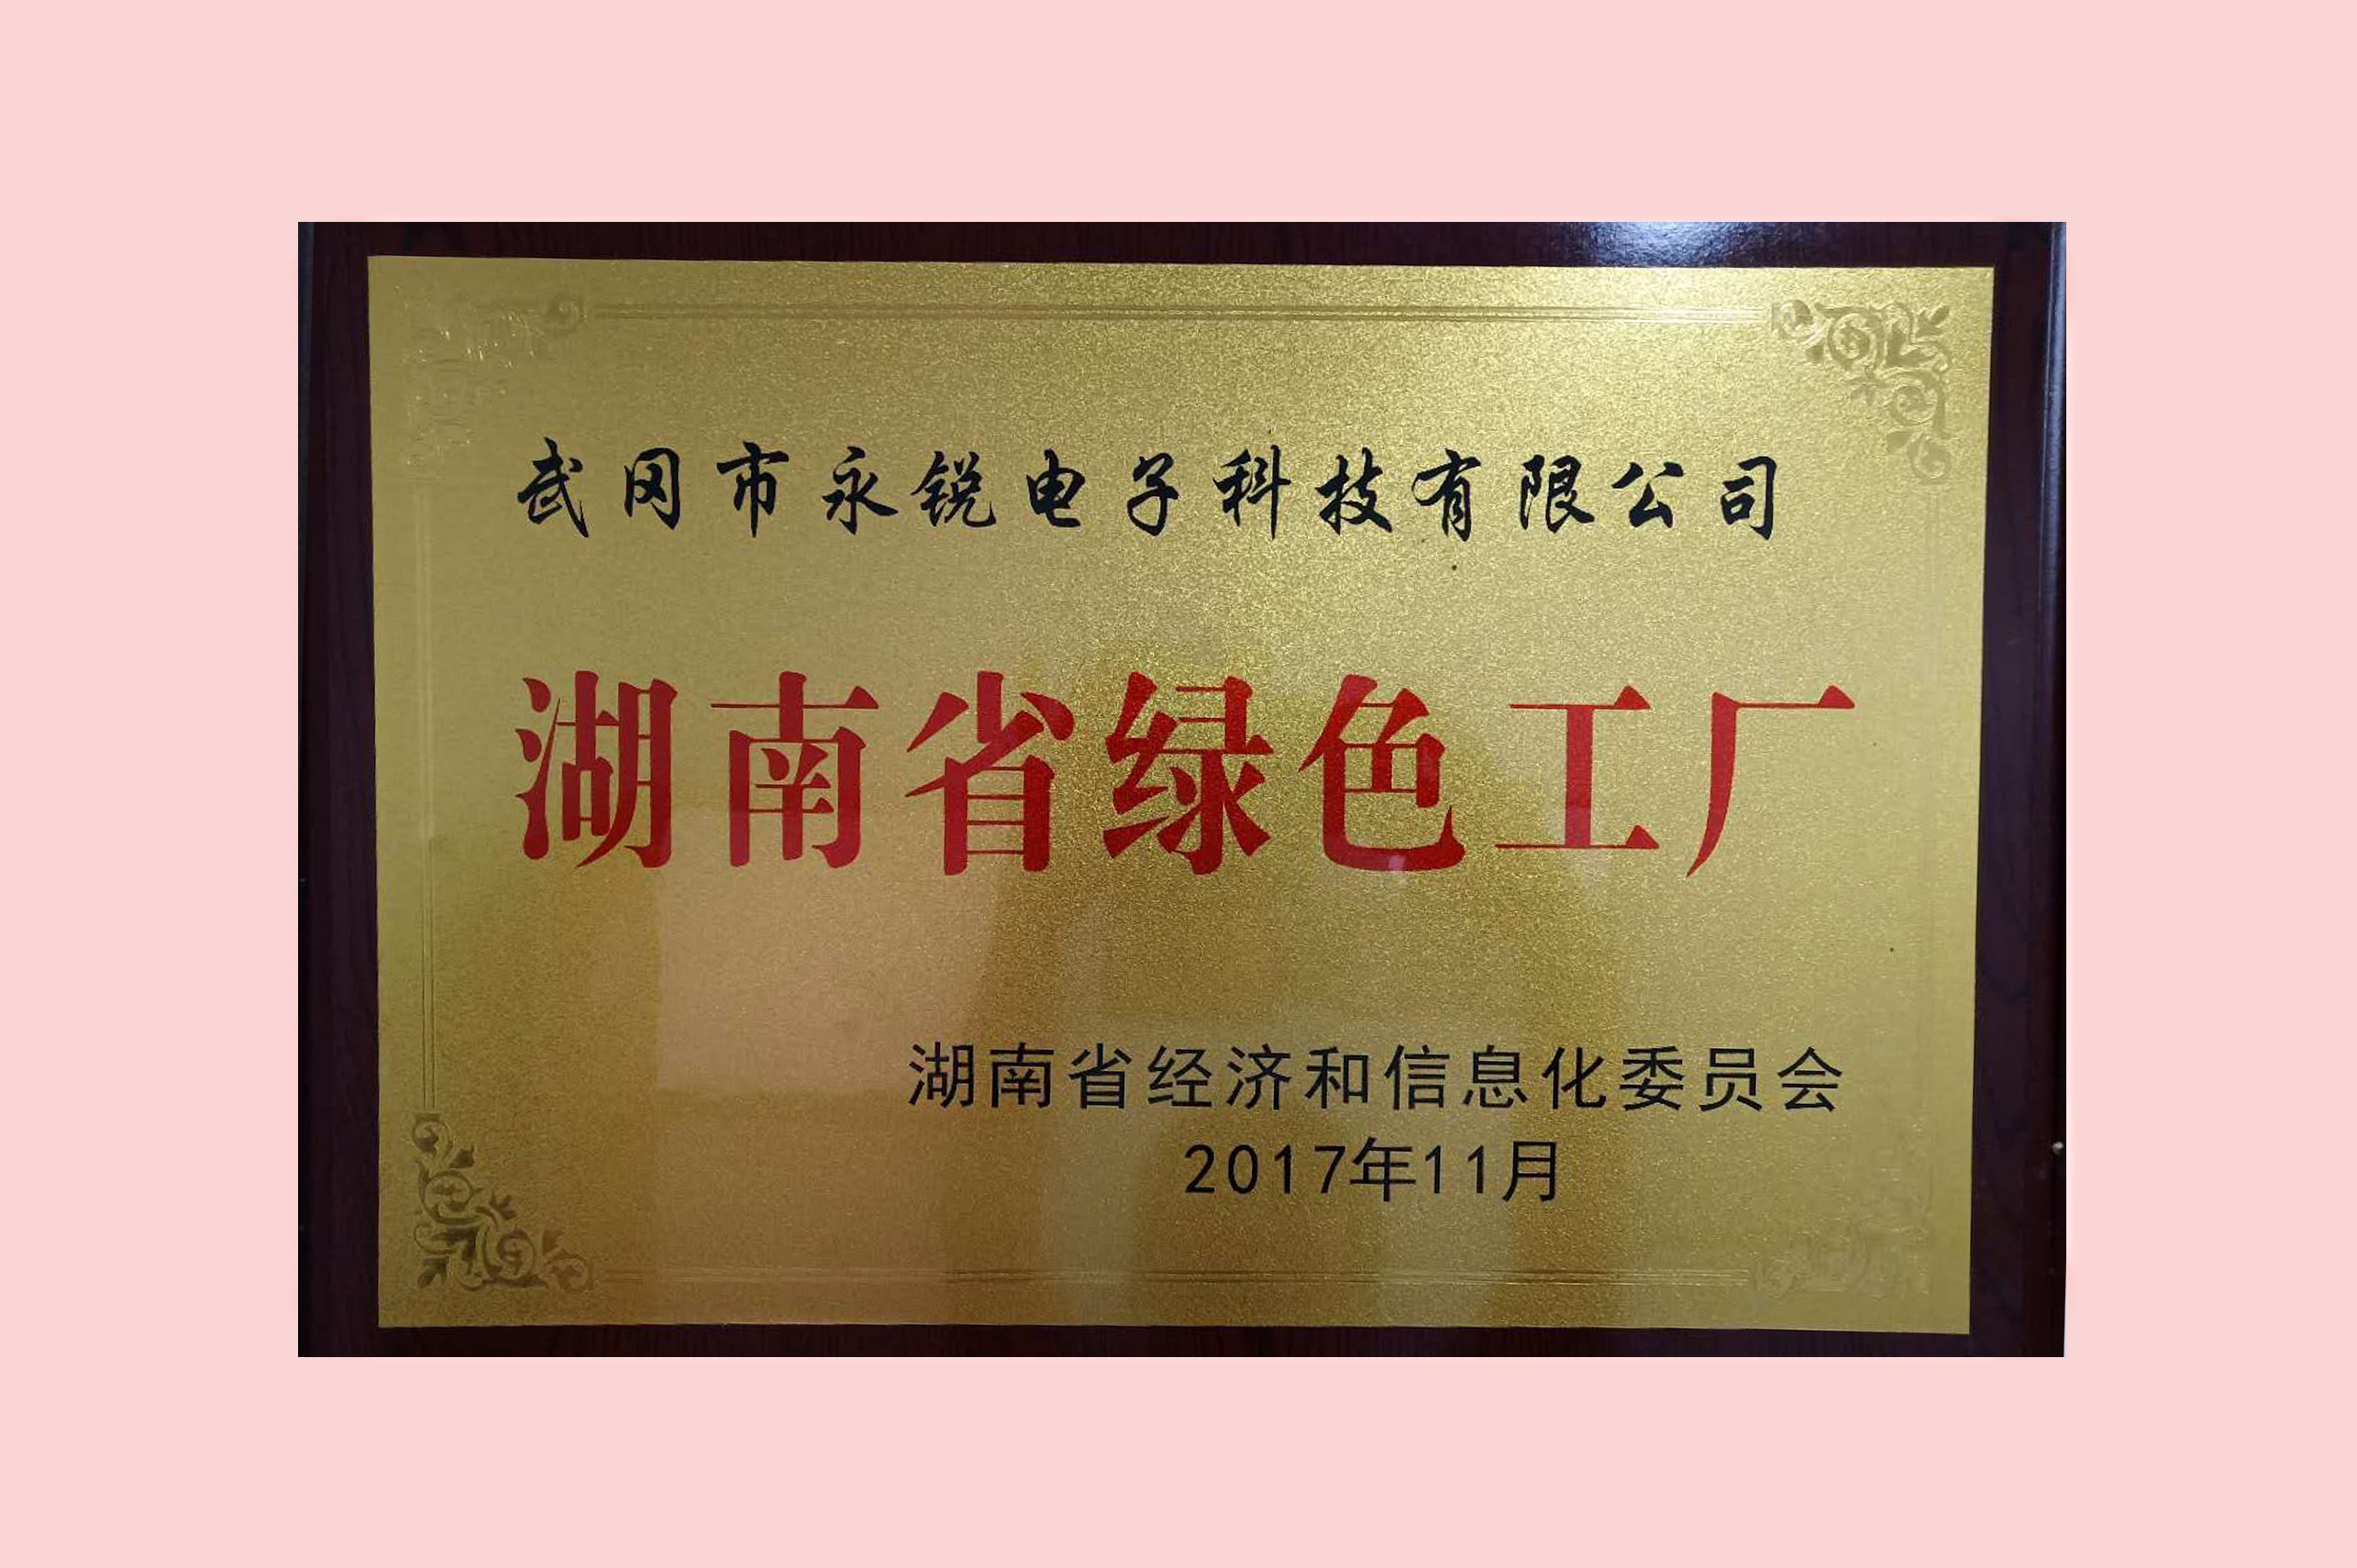 武冈市永锐电子科技有限公司
湖南省绿色工厂
湖南省经济和信息化委员会
2017年11月